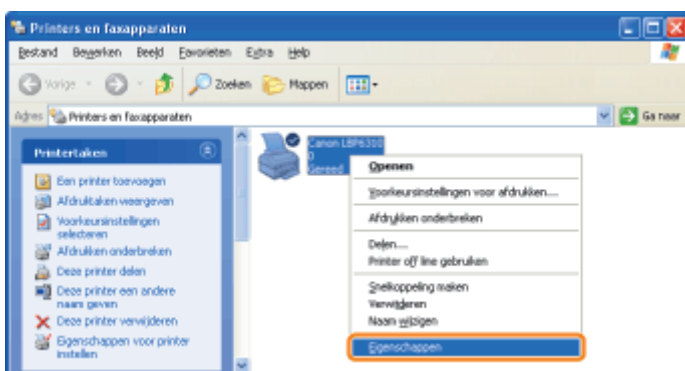 Printers en faxapparaten
Bestand Bewerken Beeld Favorieten Extra Help
Vorige Zoeken Mappen
Adres Printers en faxapparaten Ga naar
Printertaken
Een printer toevoegen
Afdruktaken weergeven
Voorkeursinstellingen
selecteren
Afdrukken onderbreken
Deze printer delen
Deze printer een andere
naam geven
Deze printer verwijderen
Eigenschappen voor printer
instellen
Canon LBP6310
0
Gereed
Openen
Voorkeursinstellingen voor afdrukken....
Afdrukken onderbreken
Delen....
Printer off line gebruiken
Snelkoppeling maken
Verwijderen
Naam wijzigen
Eigenschappen